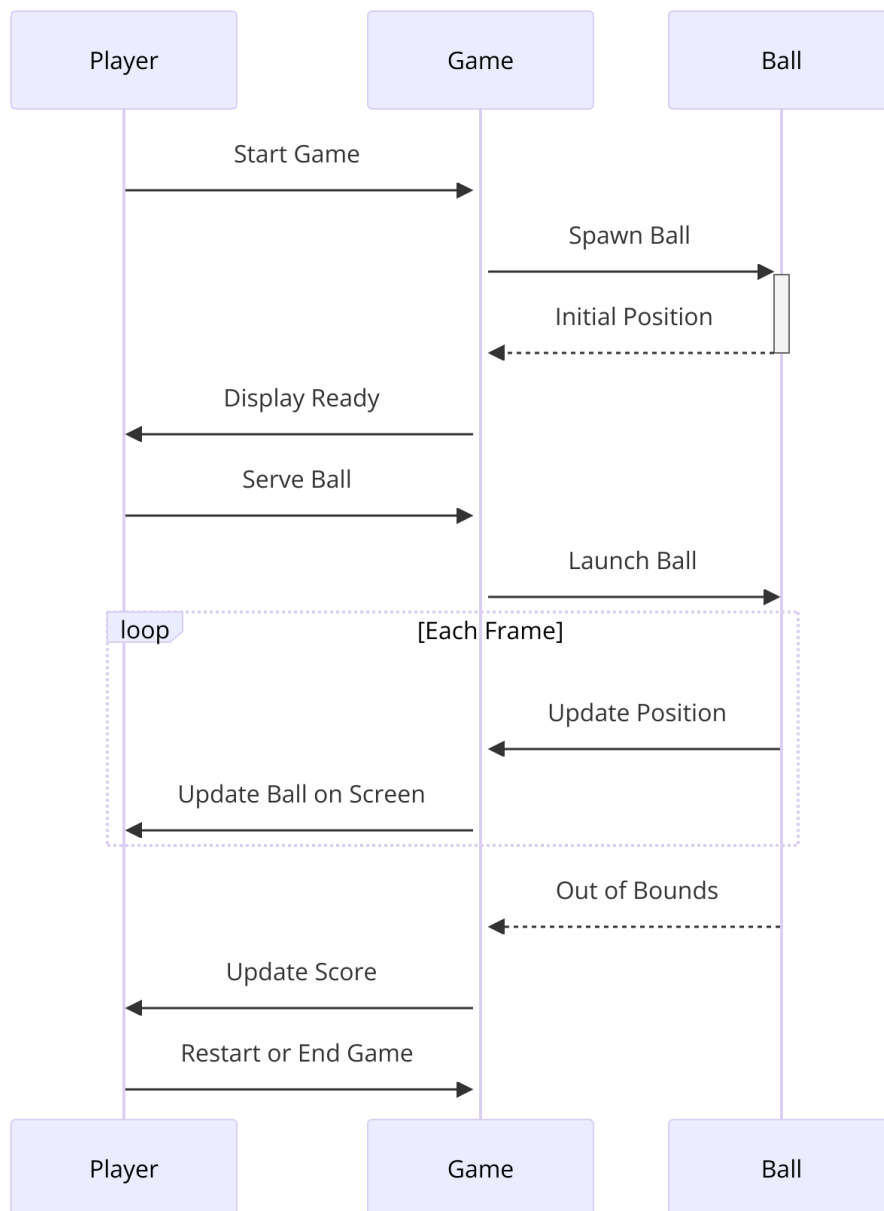 Player
Game
Ball
Start Game
Spawn Ball
Initial Position
Display Ready
Serve Ball
Launch Ball
loop
[Each Frame]
Update Position
Update Ball on Screen
Out of Bounds
Update Score
Restart or End Game
Player
Game
Ball